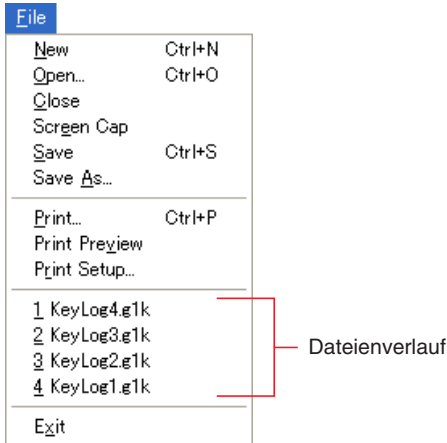 File
New Ctrl+N
Open... Ctrl+O
Close
Screen Cap
Save Ctrl+S
Save As...
Print... Ctrl+P
Print Preview
Print Setup...
1 KeyLog4.g1k
2 KeyLog3.g1k
3 KeyLog2.g1k
4 KeyLog1.g1k
Dateienverlauf
Exit